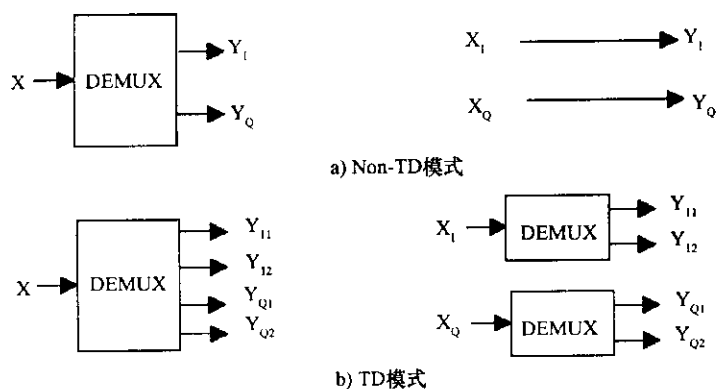 X DEMUX Y_I Y_Q
X_I Y_I
X_Q Y_Q
a) Non-TD模式
X DEMUX Y_I1 Y_I2 Y_Q1 Y_Q2
X_I DEMUX Y_I1 Y_I2
X_Q DEMUX Y_Q1 Y_Q2
b) TD模式